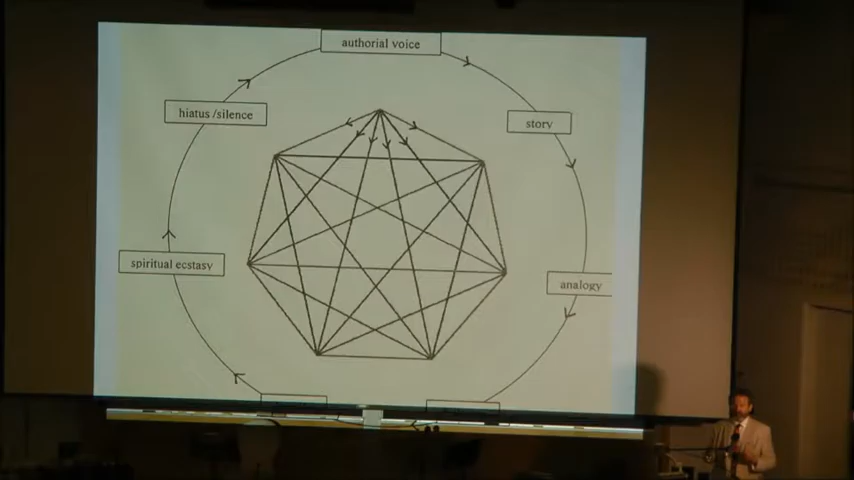 authorial voice
hiatus /silence
story
spiritual ecstasy
analogy